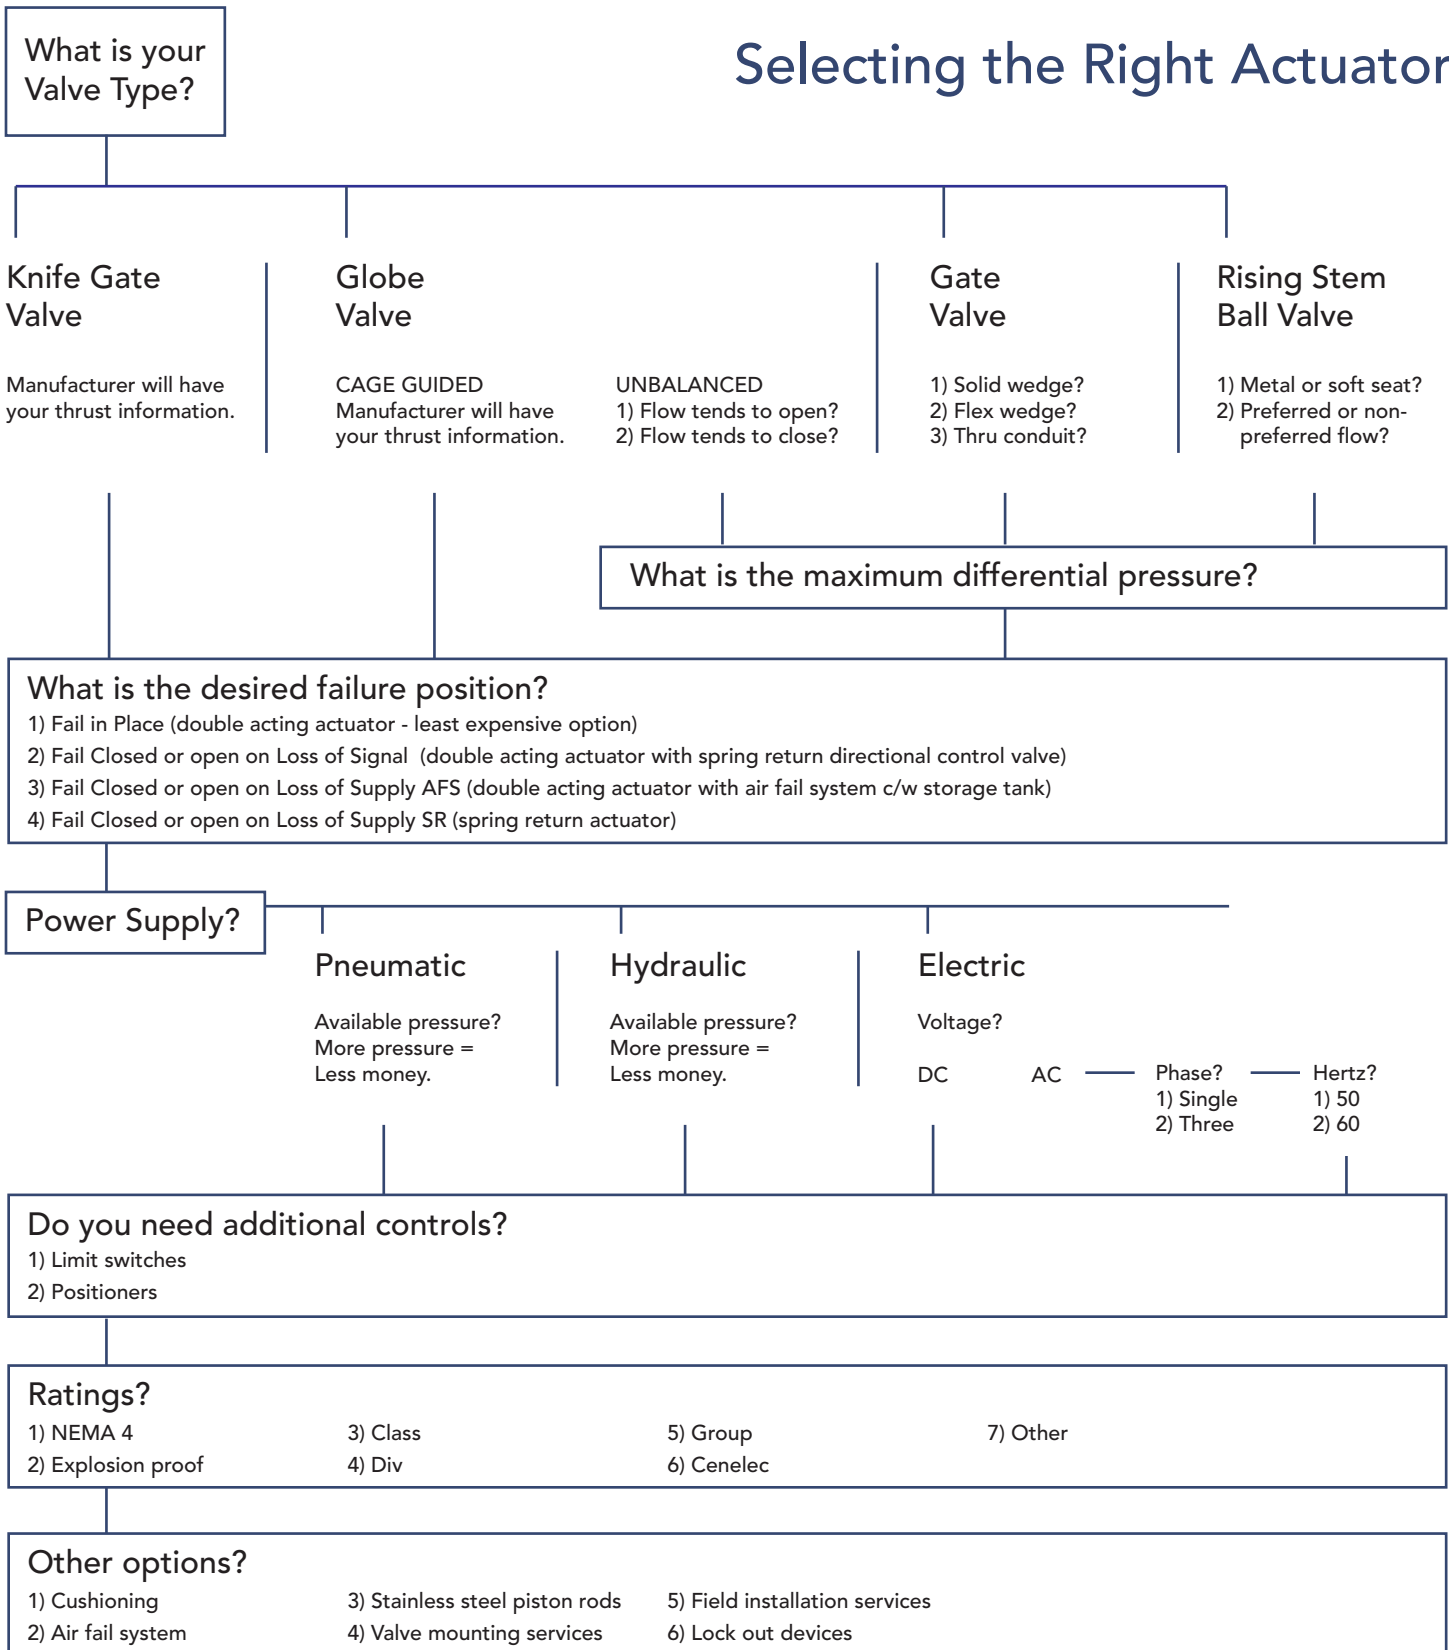 What is your
Valve Type?
Selecting the Right Actuator
Knife Gate
Valve
Manufacturer will have
your thrust information.
Globe
Valve
CAGE GUIDED
Manufacturer will have
your thrust information.
UNBALANCED
1) Flow tends to open?
2) Flow tends to close?
Gate
Valve
1) Solid wedge?
2) Flex wedge?
3) Thru conduit?
Rising Stem
Ball Valve
1) Metal or soft seat?
2) Preferred or non-
preferred flow?
What is the maximum differential pressure?
What is the desired failure position?
1) Fail in Place (double acting actuator - least expensive option)
2) Fail Closed or open on Loss of Signal  (double acting actuator with spring return directional control valve)
3) Fail Closed or open on Loss of Supply AFS (double acting actuator with air fail system c/w storage tank)
4) Fail Closed or open on Loss of Supply SR (spring return actuator)
Power Supply?
Pneumatic
Available pressure?
More pressure =
Less money.
Hydraulic
Available pressure?
More pressure =
Less money.
Electric
Voltage?
DC
AC
Phase?
1) Single
2) Three
Hertz?
1) 50
2) 60
Do you need additional controls?
1) Limit switches
2) Positioners
Ratings?
1) NEMA 4
2) Explosion proof
3) Class
4) Div
5) Group
6) Cenelec
7) Other
Other options?
1) Cushioning
2) Air fail system
3) Stainless steel piston rods
4) Valve mounting services
5) Field installation services
6) Lock out devices